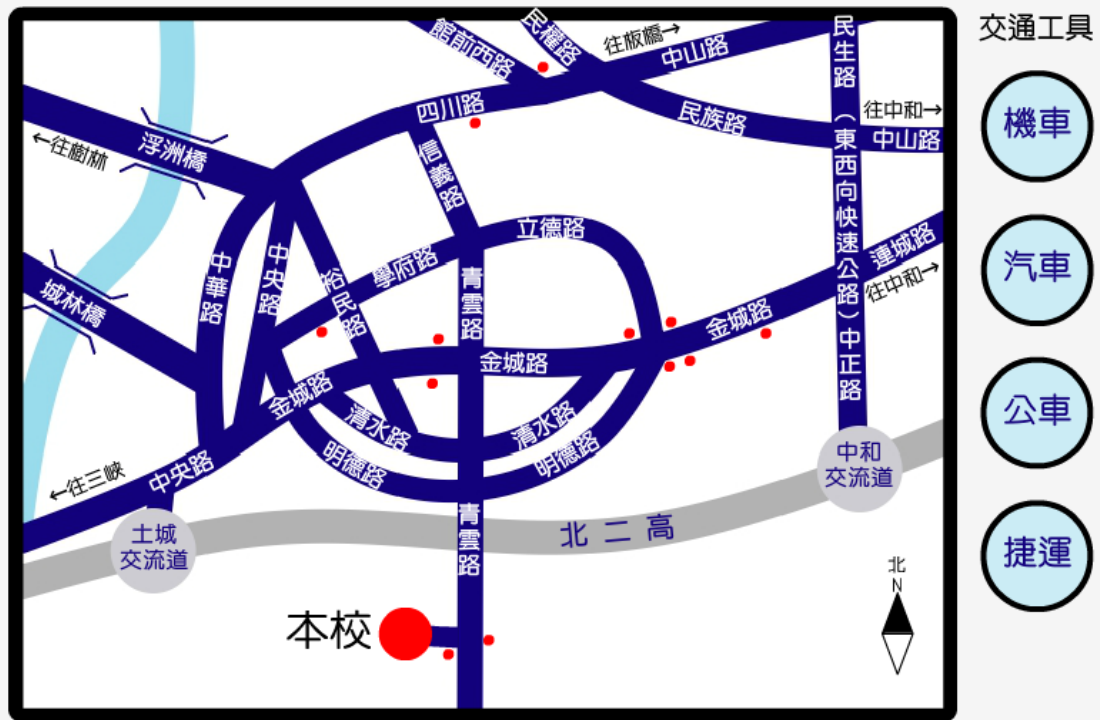 交通工具
機車
汽車
公車
捷運
館前西路
民權路
往板橋→
中山路
民生路（東西向快速公路）中正路
往中和→
中山路
民族路
四川路
信義路
浮洲橋
←往樹林
立德路
學府路
中華路
中央路
裕民路
青雲路
連城路
往中和→
城林橋
金城路
金城路
金城路
清水路
清水路
明德路
明德路
中央路
←往三峽
中和
交流道
土城
交流道
青雲路
北二高
本校
北
N